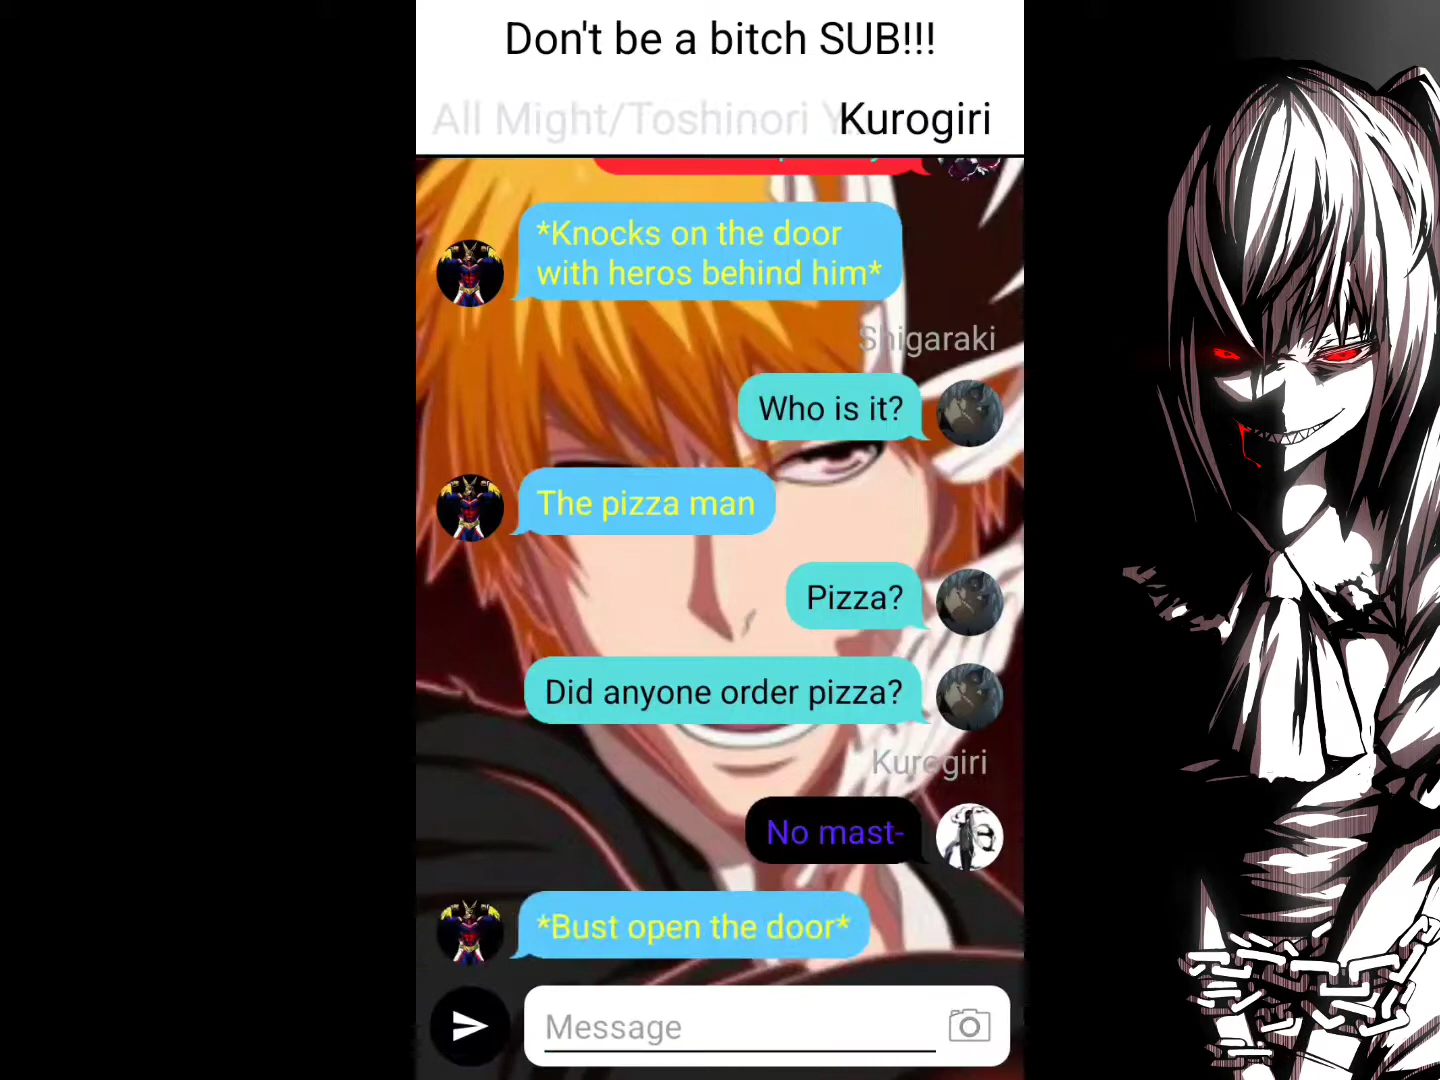 Don't be a bitch SUB!!!
All Might/Toshinori Y
Kurogiri
*Knocks on the door
with heros behind him*
Shigaraki
Who is it?
The pizza man
Pizza?
Did anyone order pizza?
Kurogiri
No mast-
*Bust open the door*
Message